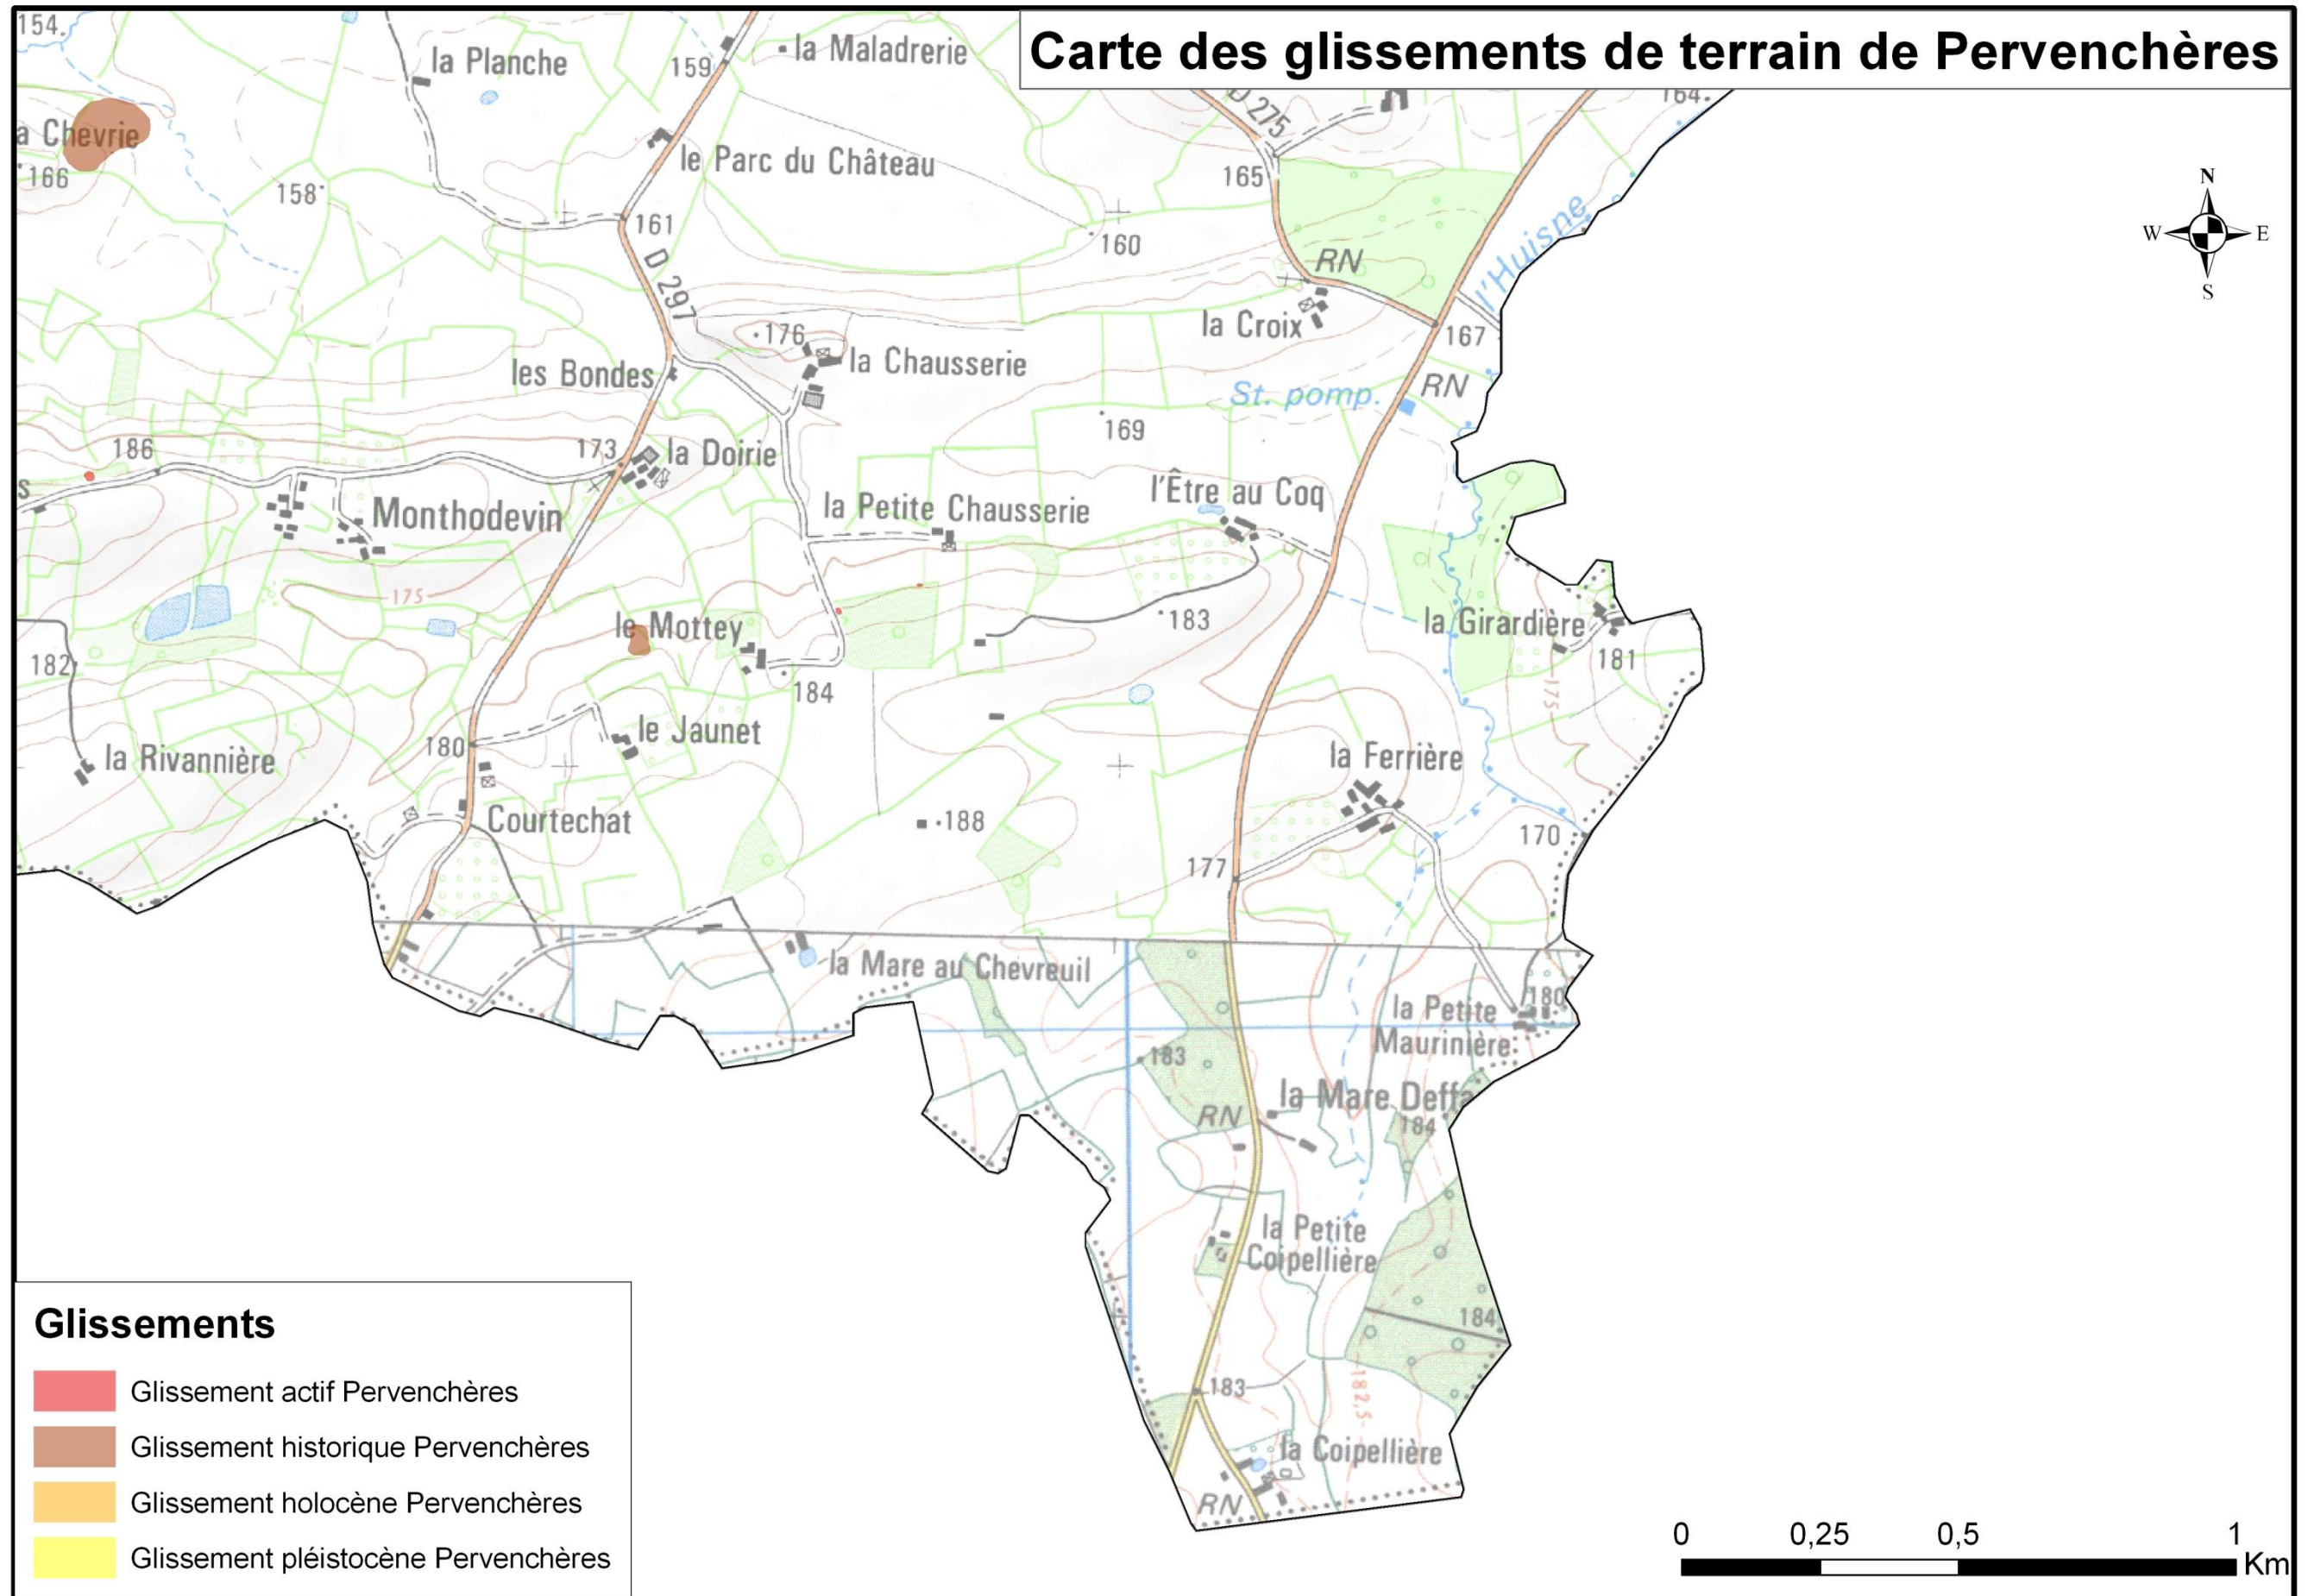 154.
la Planche
159
la Maladrerie
Carte des glissements de terrain de Pervenchères
D 275
164.
a Chevrie
le Parc du Château
166
158
165
N
W E
S
161
160
l'Huisne
RN
D 297
176
la Croix
167
les Bondes
la Chausserie
St. pomp.
RN
169
186
173
la Doirie
s
Monthodevin
la Petite Chausserie
l'Être au Coq
175
le Mottey
183
la Girardière
182
184
181
175
180
le Jaunet
la Rivannière
la Ferrière
Courtechat
188
170
177
la Mare au Chevreuil
la Petite
Maurinière
180
183
la Mare Deffa
RN
184
la Petite
Coipellière
184
183
182,5
la Coipellière
RN
Glissements
Glissement actif Pervenchères
Glissement historique Pervenchères
Glissement holocène Pervenchères
Glissement pléistocène Pervenchères
0 0,25 0,5 1
Km